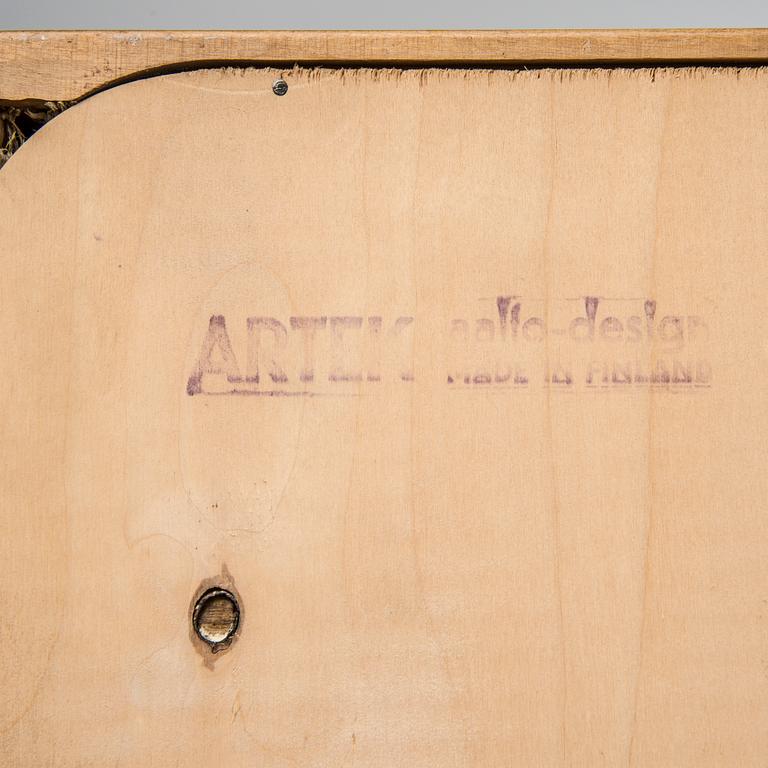 ARTEK
aalto-design
MADE IN FINLAND